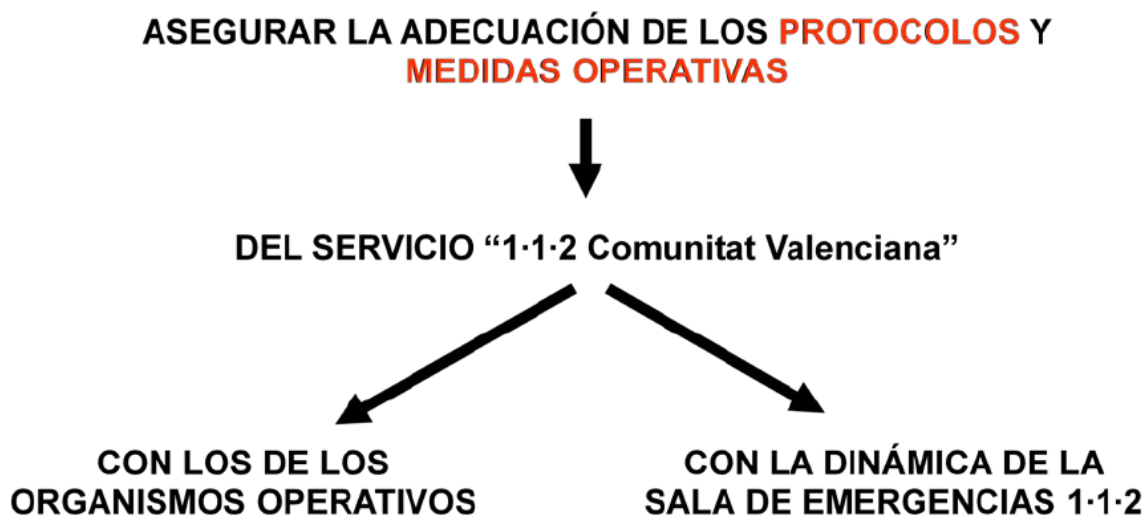 ASEGURAR LA ADECUACIÓN DE LOS PROTOCOLOS Y
MEDIDAS OPERATIVAS
DEL SERVICIO “1·1·2 Comunitat Valenciana”
CON LOS DE LOS
ORGANISMOS OPERATIVOS
CON LA DINÁMICA DE LA
SALA DE EMERGENCIAS 1·1·2